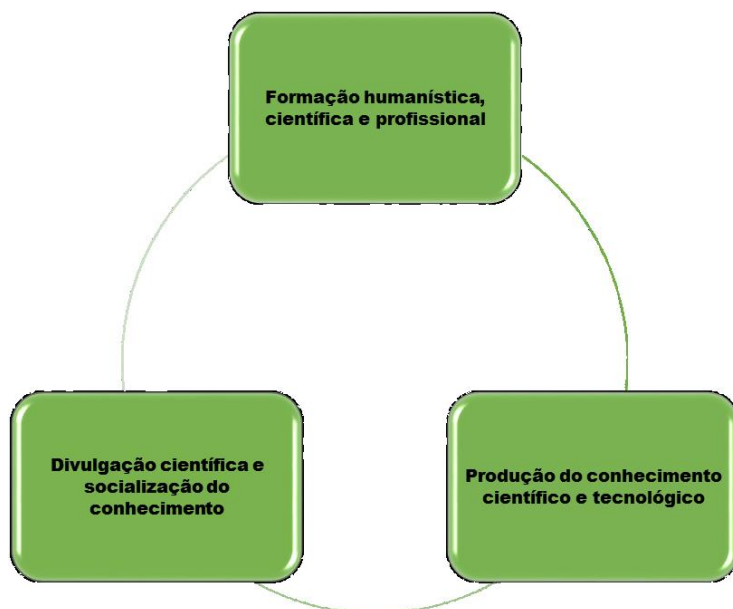 Formação humanística,
científica e profissional
Divulgação científica e
socialização do
conhecimento
Produção do conhecimento
científico e tecnológico